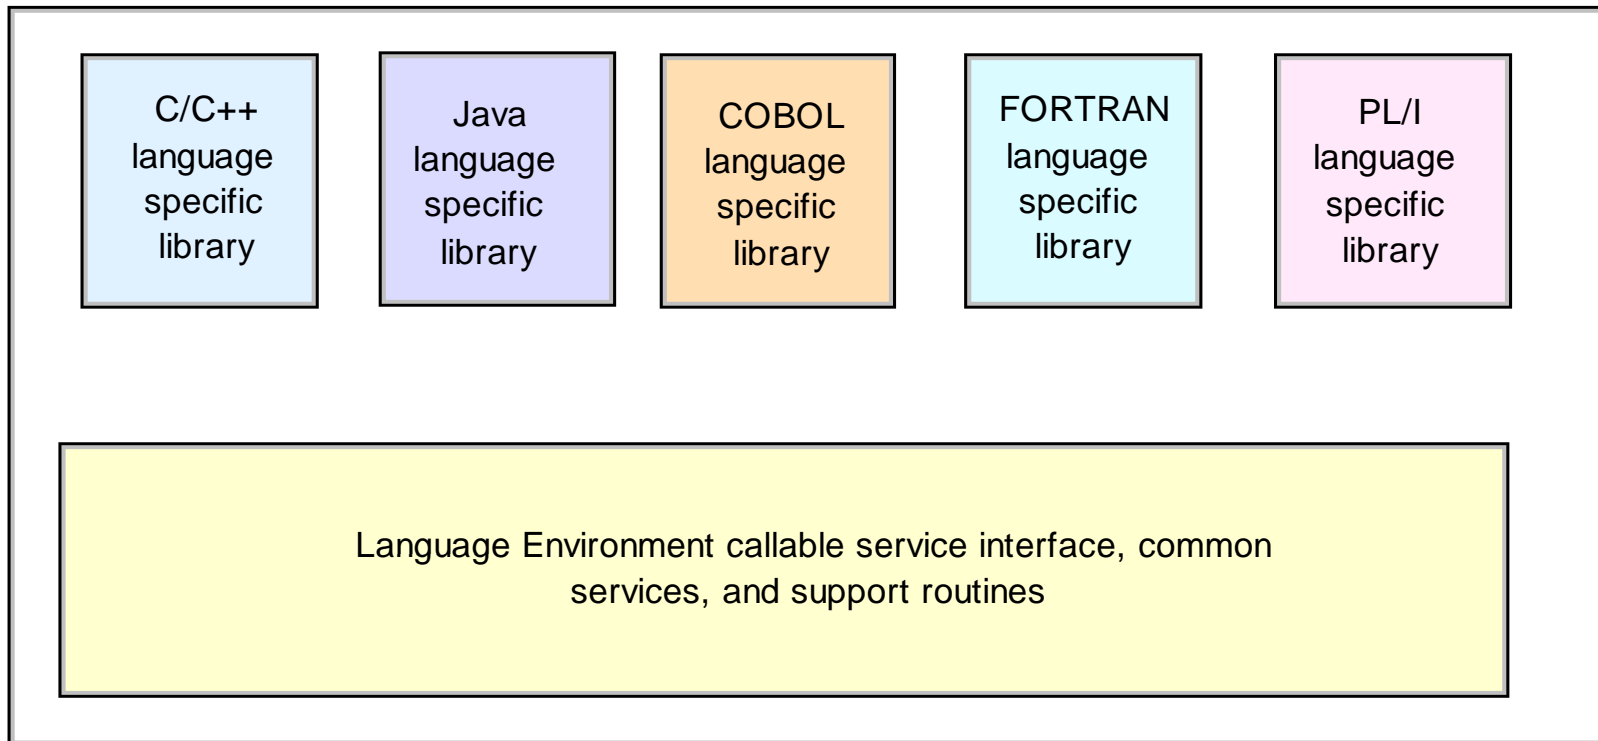 C/C++
language
specific
library
Java
language
specific
library
COBOL
language
specific
library
FORTRAN
language
specific
library
PL/I
language
specific
library
Language Environment callable service interface, common
services, and support routines